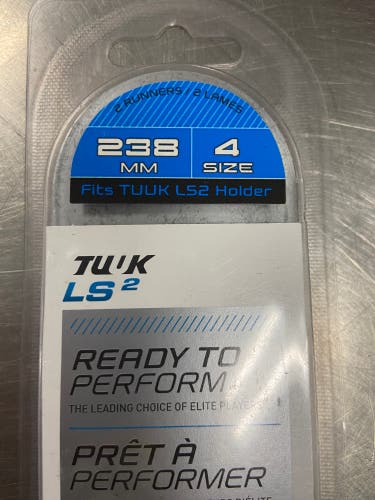 2 RUNNERS / 2 LAMES
238 4
MM SIZE
Fits TUUK LS2 Holder
TUUK
LS2
READY TO
PERFORM
THE LEADING CHOICE OF ELITE PLAYERS
PRÊT À
PERFORMER